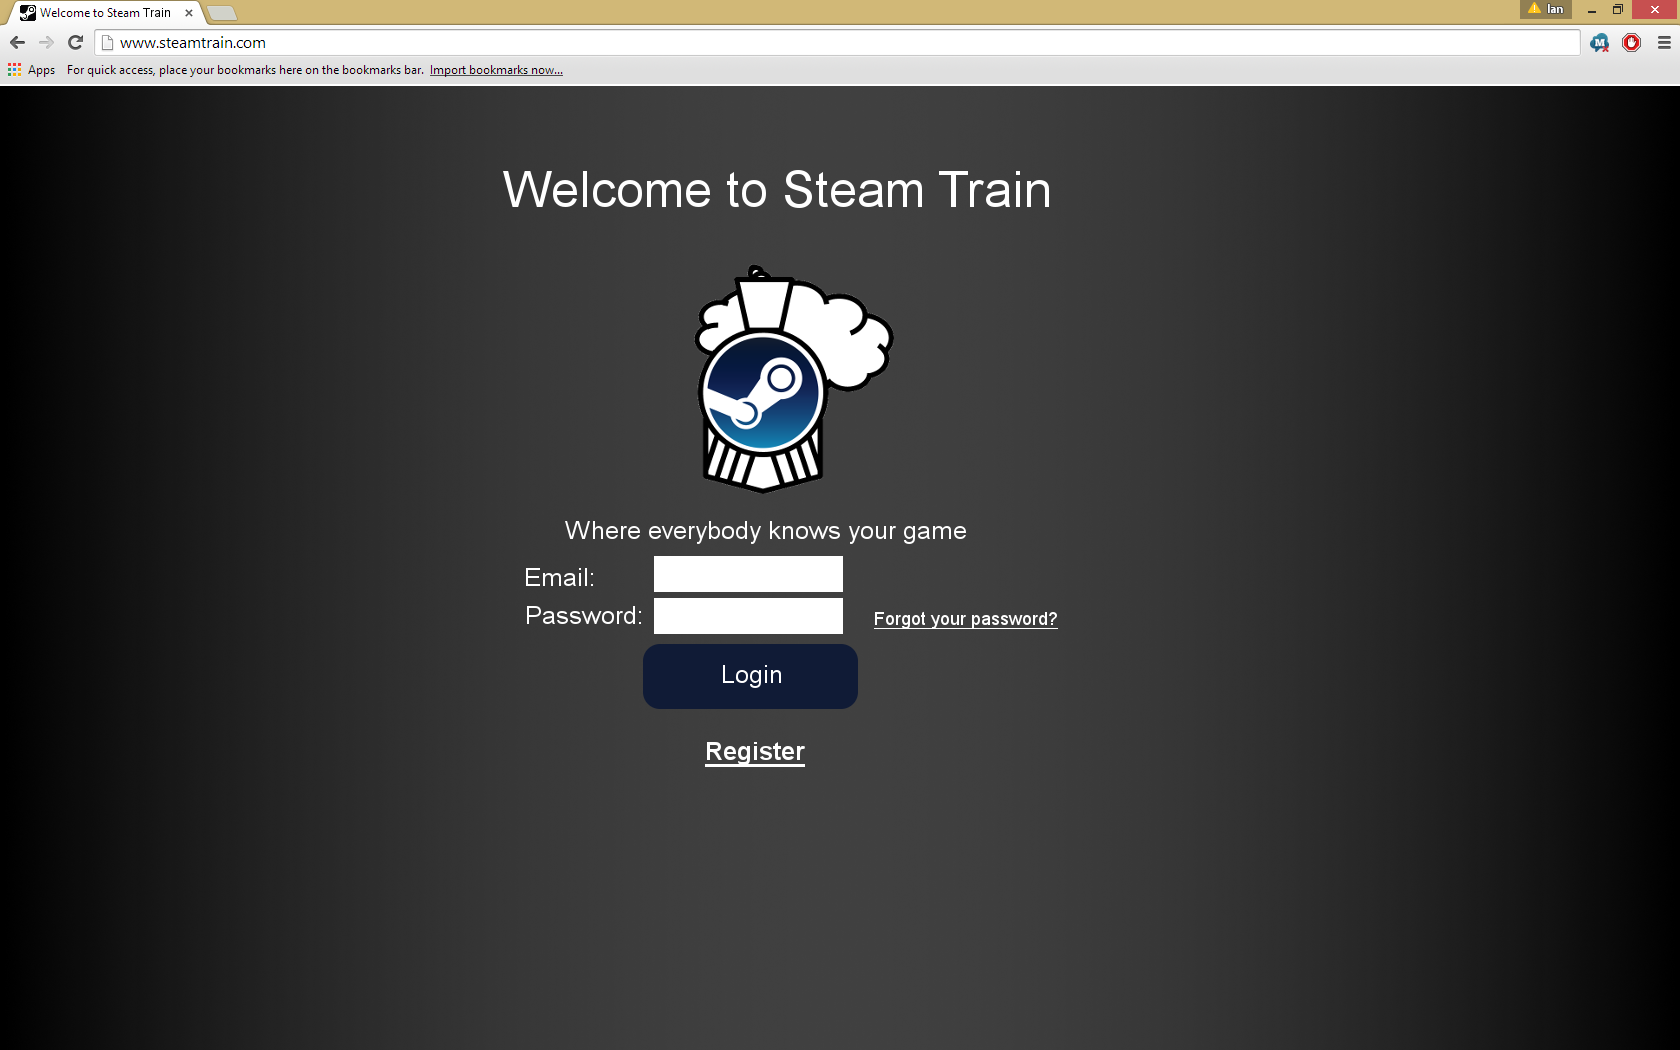 Welcome to Steam Train
Ian
www.steamtrain.com
Apps For quick access, place your bookmarks here on the bookmarks bar. Import bookmarks now...
Welcome to Steam Train
Where everybody knows your game
Email:
Password:
Forgot your password?
Login
Register